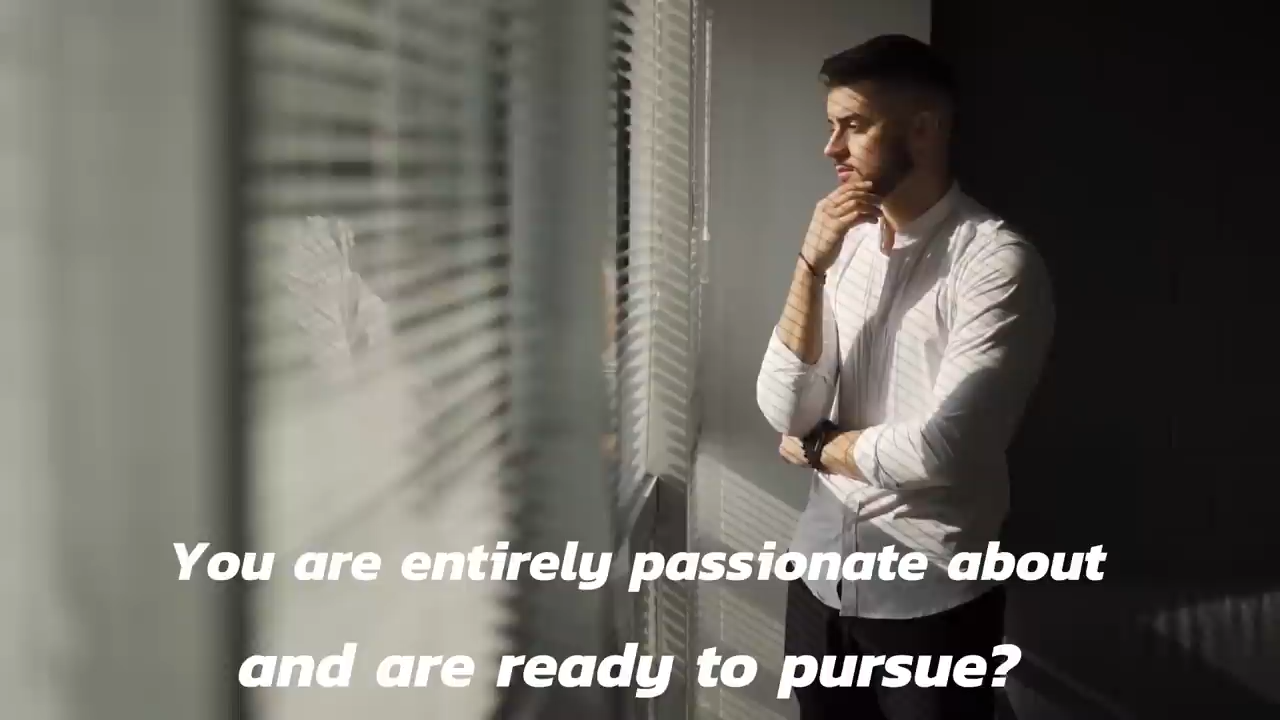 You are entirely passionate about
and are ready to pursue?